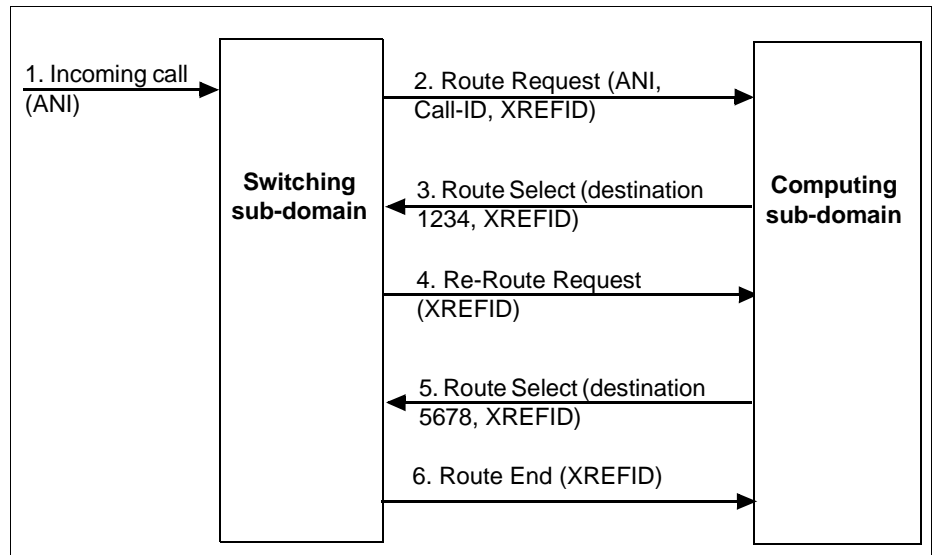 1. Incoming call
(ANI)
2. Route Request (ANI,
Call-ID, XREFID)
Switching
sub-domain
3. Route Select (destination
1234, XREFID)
Computing
sub-domain
4. Re-Route Request
(XREFID)
5. Route Select (destination
5678, XREFID)
6. Route End (XREFID)